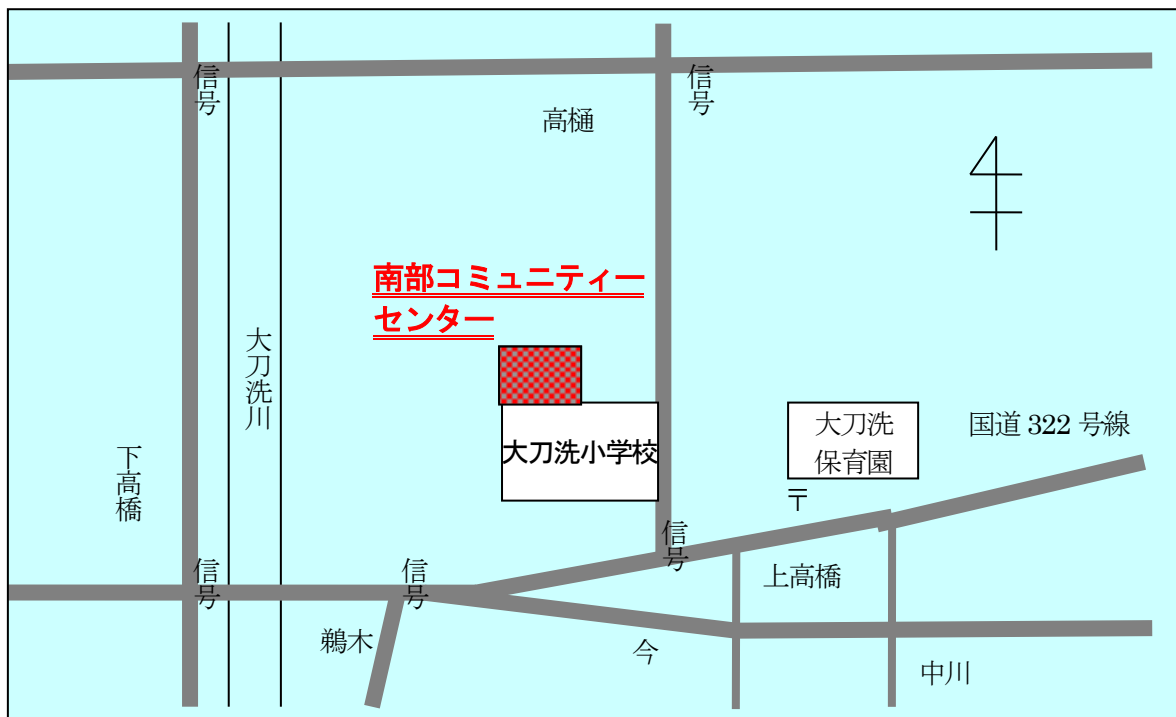 信号
信号
高樋
南部コミュニティー
センター
大刀洗川
下高橋
大刀洗小学校
大刀洗
保育園
国道 322 号線
〒
信号
信号
信号
上高橋
鵜木
今
中川